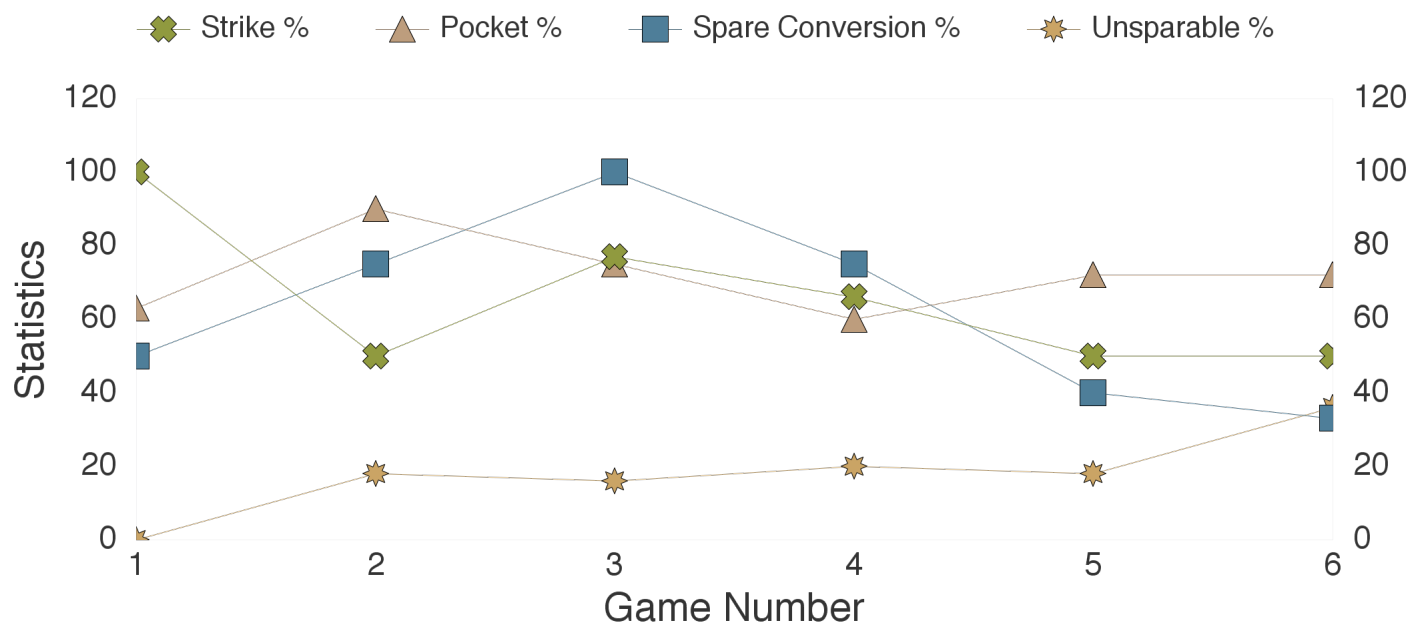 Strike % Pocket % Spare Conversion % Unsparable %
120 120
100 100
80 80
60 60
40 40
20 20
0 0
Statistics
1 2 3 4 5 6
Game Number